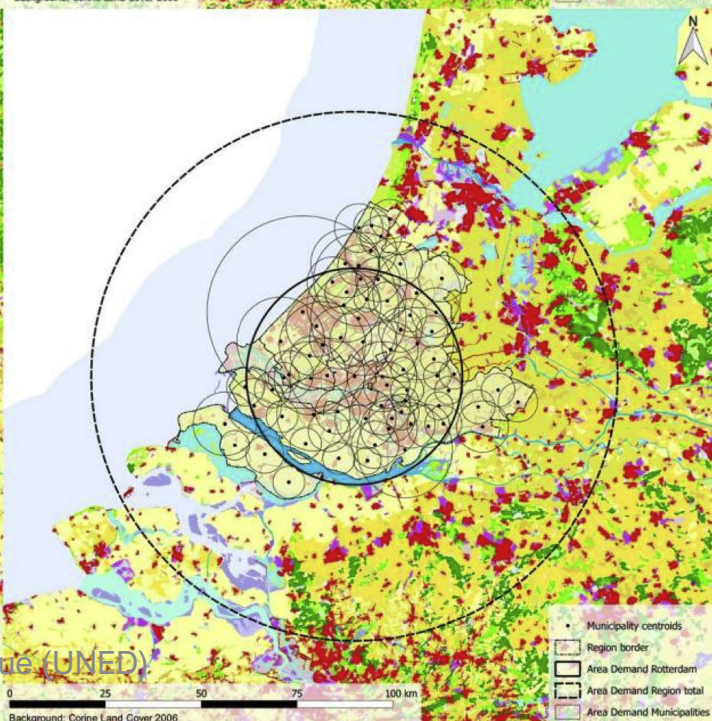 N
Municipality centroids
Region border
Area Demand Rotterdam
Area Demand Region total
Area Demand Municipalities
(UNED)
0 25 50 75 100 km
Background: Corine Land Cover 2006